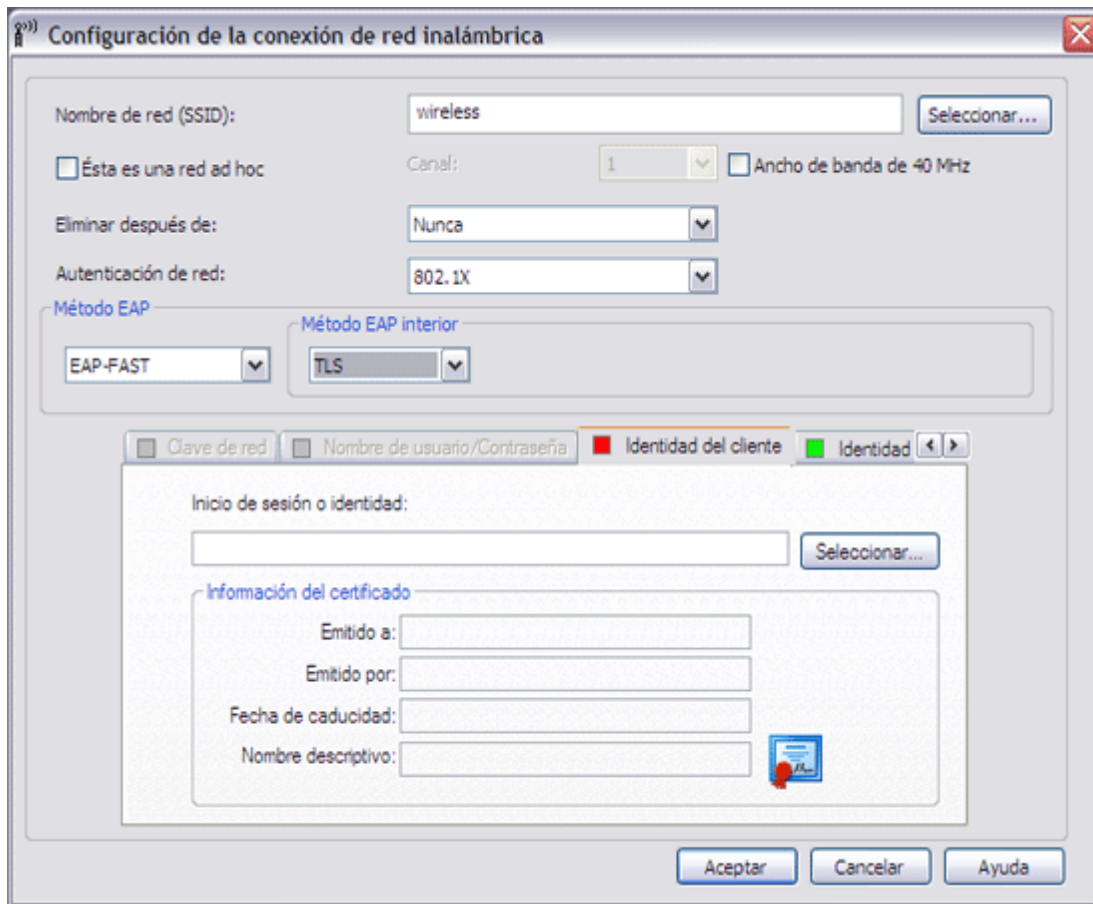 Configuración de la conexión de red inalámbrica
Nombre de red (SSID): wireless Seleccionar...
Ésta es una red ad hoc Canal: 1 Ancho de banda de 40 MHz
Eliminar después de: Nunca
Autenticación de red: 802.1X
Método EAP
Método EAP interior
EAP-FAST TLS
Clave de red Nombre de usuario/Contraseña Identidad del cliente Identidad
Inicio de sesión o identidad:
Seleccionar...
Información del certificado
Emitido a:
Emitido por:
Fecha de caducidad:
Nombre descriptivo:
Aceptar Cancelar Ayuda